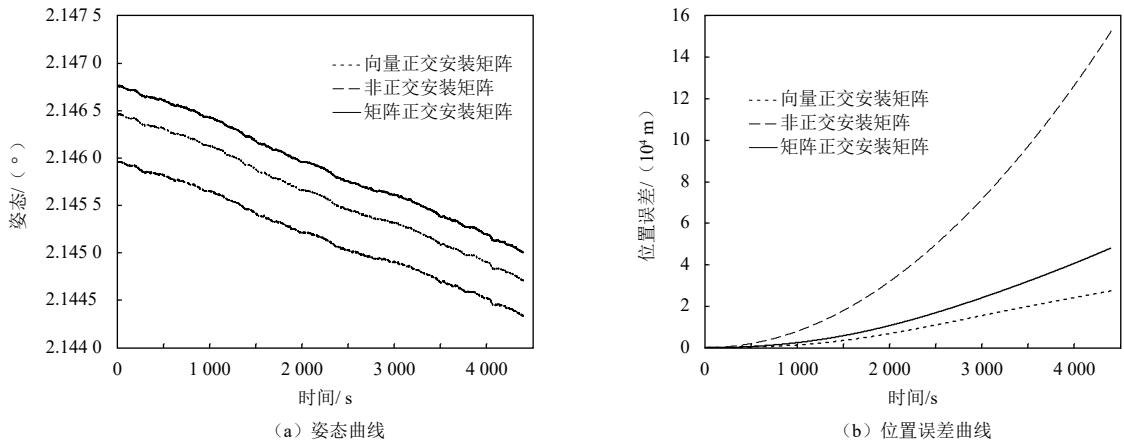 2.147 5
2.147 0
2.146 5
2.146 0
2.145 5
2.145 0
2.144 5
2.144 0
姿态/（°）
向量正交安装矩阵
非正交安装矩阵
矩阵正交安装矩阵
0
1 000
2 000
3 000
4 000
时间/ s
（a）姿态曲线
16
14
12
10
8
6
4
2
0
位置误差/（10⁴ m）
向量正交安装矩阵
非正交安装矩阵
矩阵正交安装矩阵
0
1 000
2 000
3 000
4 000
时间/s
（b）位置误差曲线